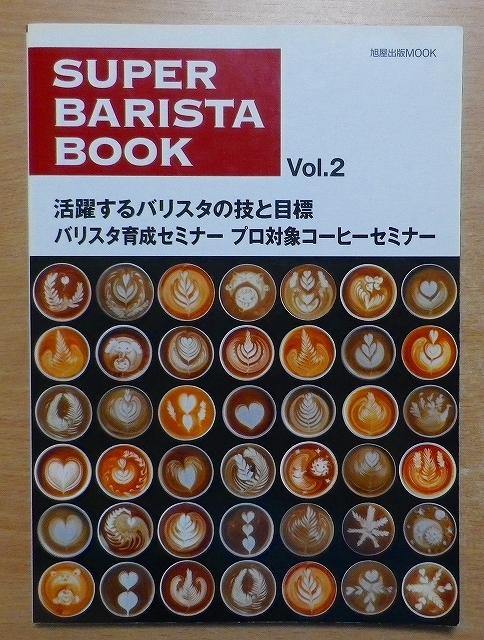 旭屋出版MOOK
SUPER
BARISTA
BOOK
Vol.2
活躍するバリスタの技と目標
バリスタ育成セミナー プロ対象コーヒーセミナー